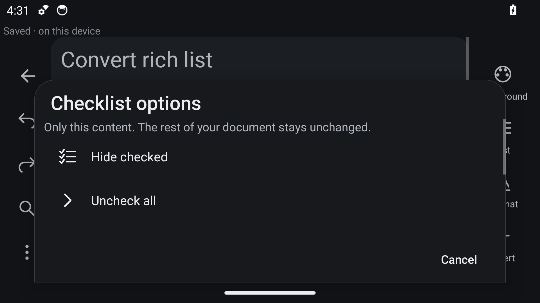 4:31
Saved · on this device
Convert rich list
Checklist options
Only this content. The rest of your document stays unchanged.
Hide checked
Uncheck all
Cancel